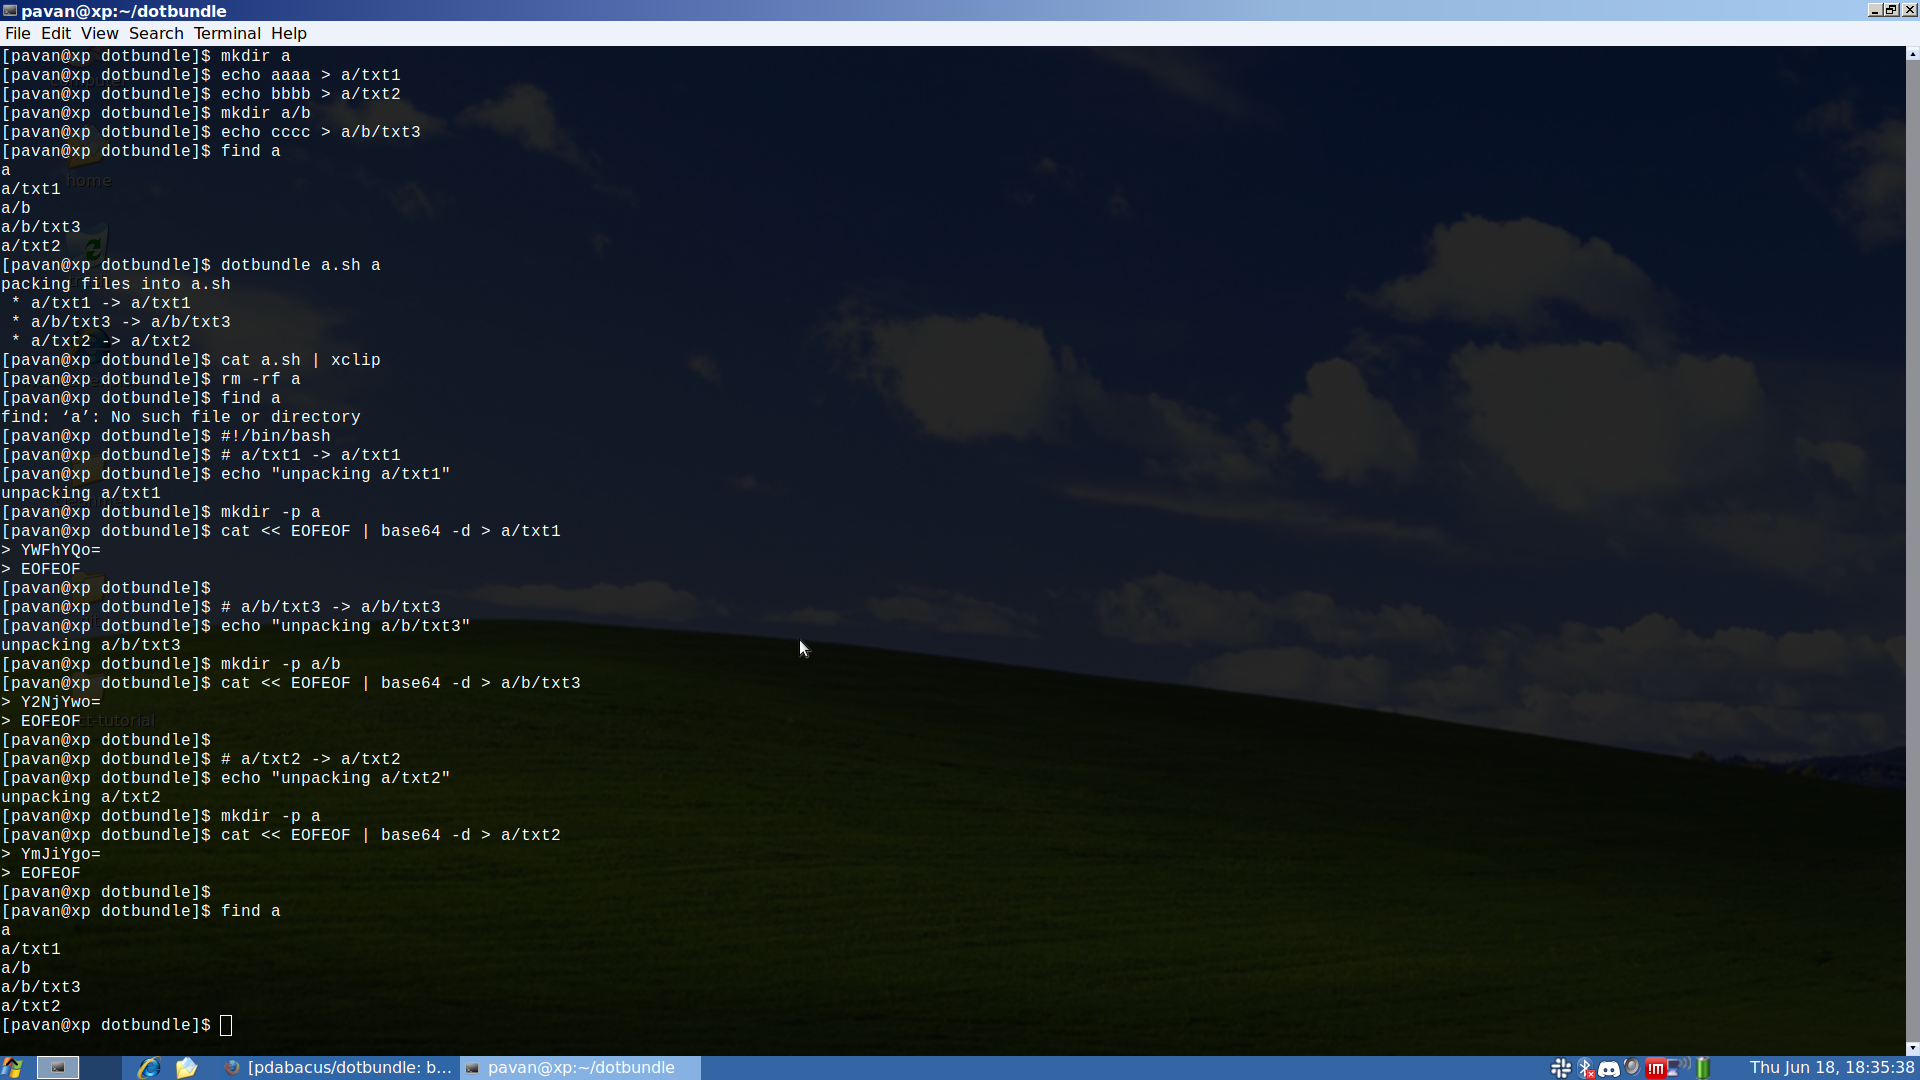 pavan@xp:~/dotbundle
File Edit View Search Terminal Help
[pavan@xp dotbundle]$ mkdir a
[pavan@xp dotbundle]$ echo aaaa > a/txt1
[pavan@xp dotbundle]$ echo bbbb > a/txt2
[pavan@xp dotbundle]$ mkdir a/b
[pavan@xp dotbundle]$ echo cccc > a/b/txt3
[pavan@xp dotbundle]$ find a
a
home
a/txt1
a/b
a/b/txt3
a/txt2
[pavan@xp dotbundle]$ dotbundle a.sh a
packing files into a.sh
 * a/txt1 -> a/txt1
 * a/b/txt3 -> a/b/txt3
 * a/txt2 -> a/txt2
[pavan@xp dotbundle]$ cat a.sh | xclip
[pavan@xp dotbundle]$ rm -rf a
[pavan@xp dotbundle]$ find a
find: ‘a’: No such file or directory
[pavan@xp dotbundle]$ #!/bin/bash
[pavan@xp dotbundle]$ # a/txt1 -> a/txt1
[pavan@xp dotbundle]$ echo "unpacking a/txt1"
unpacking a/txt1
[pavan@xp dotbundle]$ mkdir -p a
[pavan@xp dotbundle]$ cat << EOFEOF | base64 -d > a/txt1
> YWFhYQo=
> EOFEOF
[pavan@xp dotbundle]$
[pavan@xp dotbundle]$ # a/b/txt3 -> a/b/txt3
[pavan@xp dotbundle]$ echo "unpacking a/b/txt3"
unpacking a/b/txt3
[pavan@xp dotbundle]$ mkdir -p a/b
[pavan@xp dotbundle]$ cat << EOFEOF | base64 -d > a/b/txt3
> Y2NjYwo=
> EOFEOF
[pavan@xp dotbundle]$
[pavan@xp dotbundle]$ # a/txt2 -> a/txt2
[pavan@xp dotbundle]$ echo "unpacking a/txt2"
unpacking a/txt2
[pavan@xp dotbundle]$ mkdir -p a
[pavan@xp dotbundle]$ cat << EOFEOF | base64 -d > a/txt2
> YmJiYgo=
> EOFEOF
[pavan@xp dotbundle]$
[pavan@xp dotbundle]$ find a
a
a/txt1
a/b
a/b/txt3
a/txt2
[pavan@xp dotbundle]$
[pdabacus/dotbundle: b...
pavan@xp:~/dotbundle
Thu Jun 18, 18:35:38